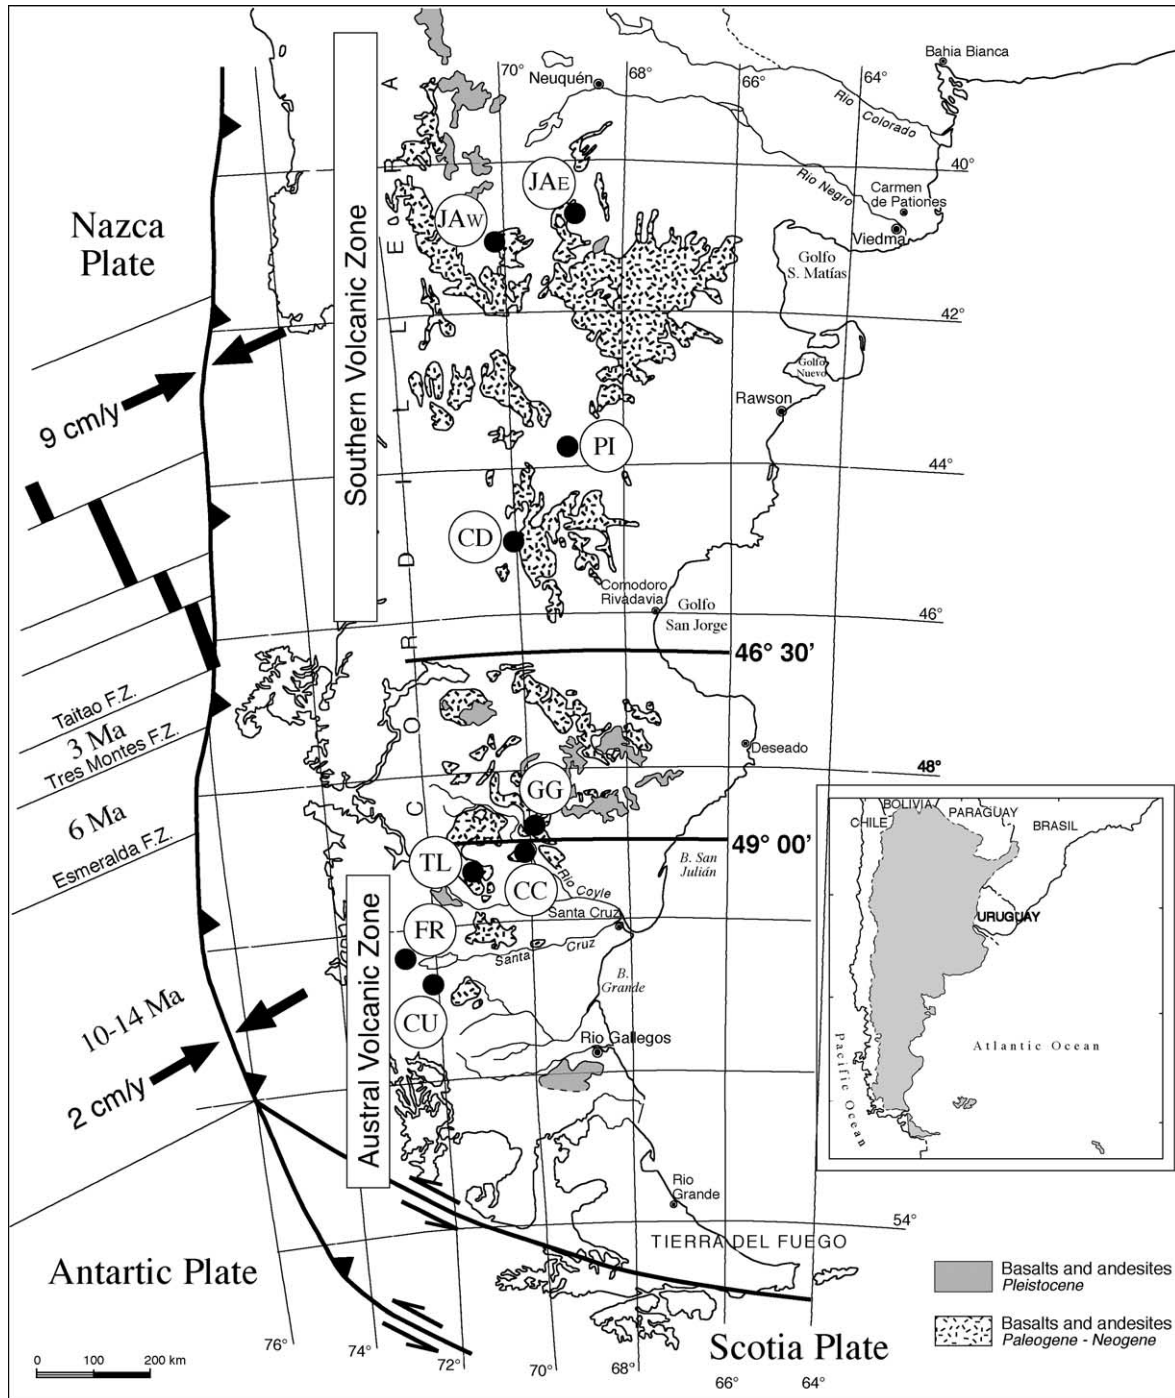 70°
68°
66°
64°
Bahia Bianca
Neuquén
Rio Colorado
40°
Rio Negro
Carmen
de Pationes
Viedma
Golfo
S. Matías
JAE
JAW
Nazca
Plate
Southern Volcanic Zone
CORDILLERA
42°
Golfo
Nuevo
Rawson
9 cm/y
PI
44°
CD
Comodoro
Rivadavia
Golfo
San Jorge
46°
46° 30'
Taitao F.Z.
3 Ma
Tres Montes F.Z.
6 Ma
Esmeralda F.Z.
Deseado
48°
GG
49° 00'
TL
CC
Rio Coyle
B. San
Julián
Santa Cruz
FR
Santa Cruz
CU
B.
Grande
Rio Gallegos
Austral Volcanic Zone
10-14 Ma
2 cm/y
Rio
Grande
54°
TIERRA DEL FUEGO
Antartic Plate
Scotia Plate
76°
74°
72°
70°
68°
66°
64°
0 100 200 km
BOLIVIA
PARAGUAY
CHILE
BRASIL
URUGUAY
Pacific Ocean
Atlantic Ocean
Basalts and andesites
Pleistocene
Basalts and andesites
Paleogene - Neogene